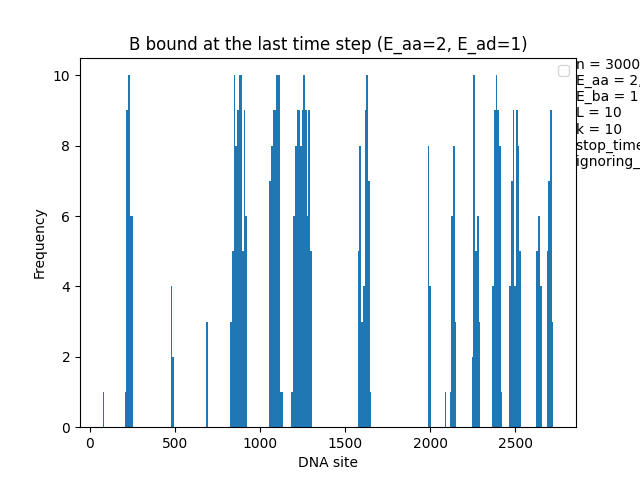 B bound at the last time step (E_aa=2, E_ad=1)
n = 3000
E_aa = 2,
E_ba = 1
L = 10
k = 10
stop_time
ignoring_
10
8
6
4
2
0
Frequency
0 500 1000 1500 2000 2500
DNA site